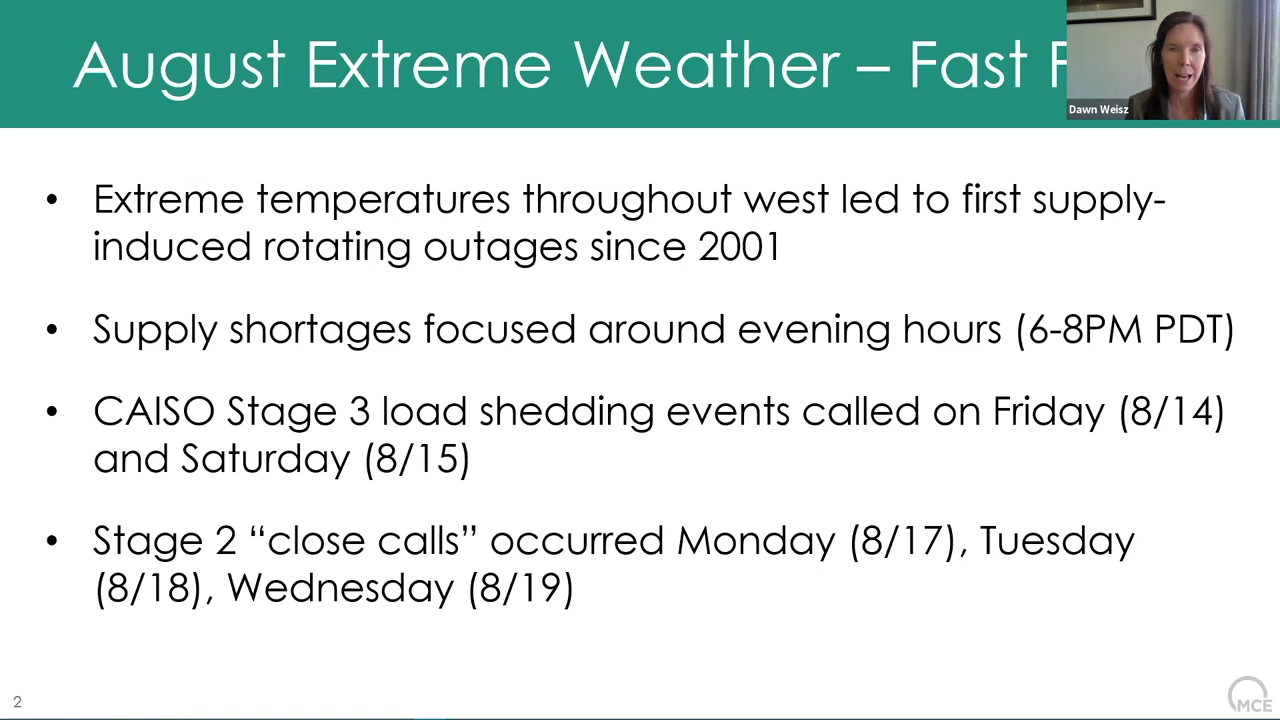 August Extreme Weather – Fast F
Dawn Weisz
• Extreme temperatures throughout west led to first supply-
induced rotating outages since 2001
• Supply shortages focused around evening hours (6-8PM PDT)
• CAISO Stage 3 load shedding events called on Friday (8/14)
and Saturday (8/15)
• Stage 2 “close calls” occurred Monday (8/17), Tuesday
(8/18), Wednesday (8/19)
2
MCE